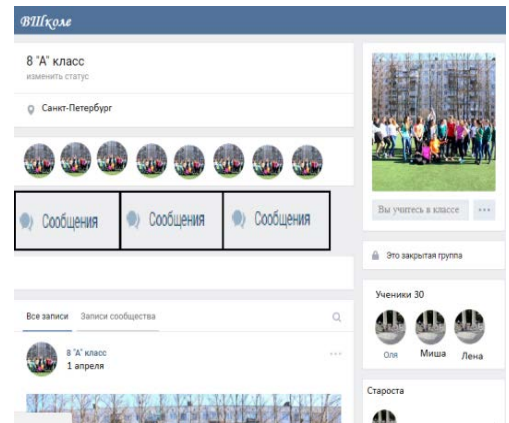 ВШколе
8 "А" класс
изменить статус
Санкт-Петербург
Сообщения
Сообщения
Сообщения
Вы учитесь в классе
Это закрытая группа
Ученики 30
Оля
Миша
Лена
Староста
Все записи
Записи сообщества
8 "А" класс
1 апреля